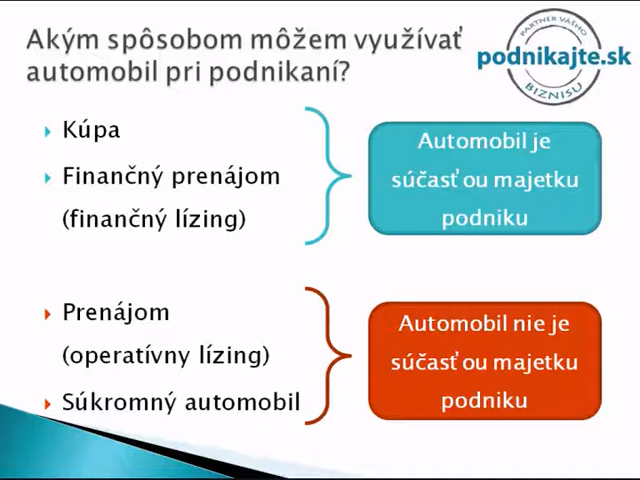 Akým spôsobom môžem využívať
automobil pri podnikaní?
PARTNER VÁŠHO
podnikajte.sk
BIZNISU
Kúpa
Finančný prenájom
(finančný lízing)
Automobil je
súčasťou majetku
podniku
Prenájom
(operatívny lízing)
Súkromný automobil
Automobil nie je
súčasťou majetku
podniku